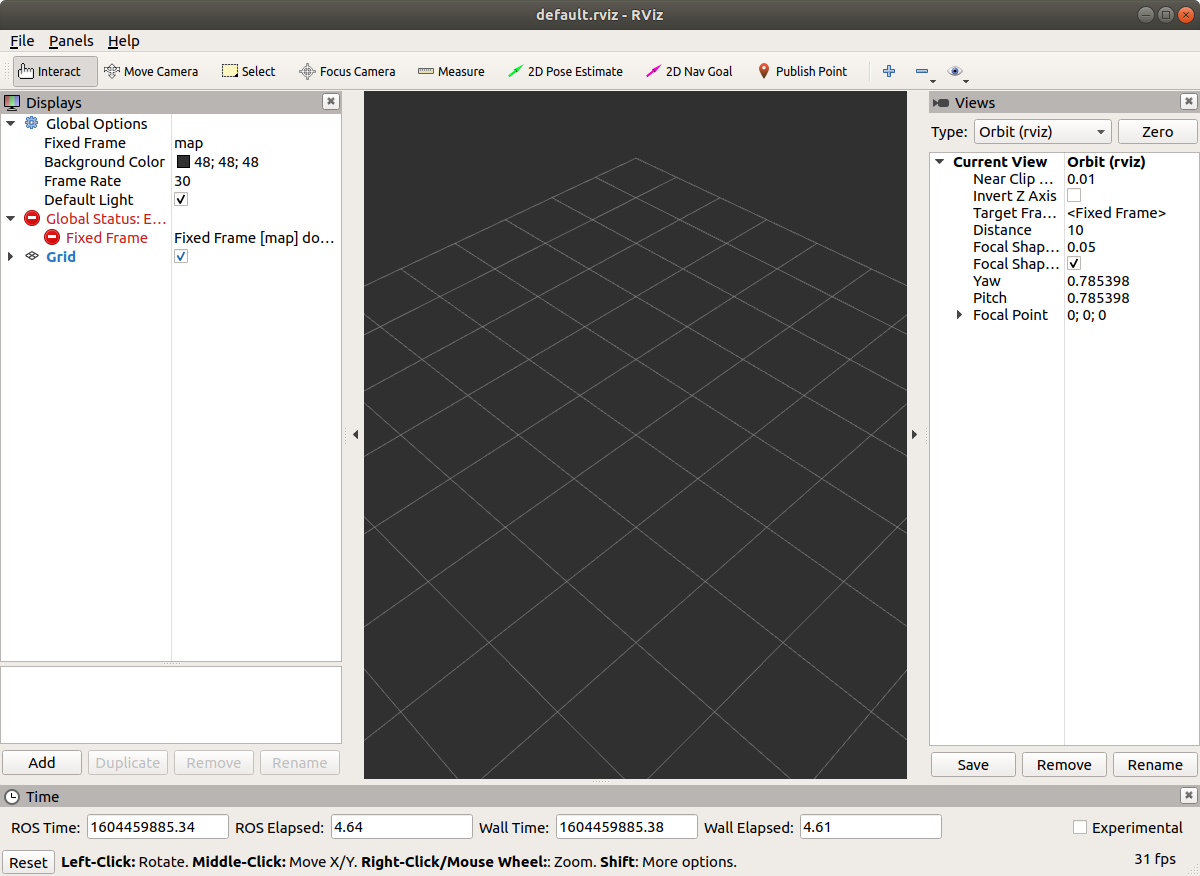 default.rviz - RViz
File Panels Help
Interact Move Camera Select Focus Camera Measure 2D Pose Estimate 2D Nav Goal Publish Point
Displays
Global Options
Fixed Frame map
Background Color 48; 48; 48
Frame Rate 30
Default Light
Global Status: E...
Fixed Frame Fixed Frame [map] do...
Grid
Add Duplicate Remove Rename
Views
Type: Orbit (rviz) Zero
Current View Orbit (rviz)
Near Clip ... 0.01
Invert Z Axis
Target Fra... <Fixed Frame>
Distance 10
Focal Shap... 0.05
Focal Shap...
Yaw 0.785398
Pitch 0.785398
Focal Point 0; 0; 0
Save Remove Rename
Time
ROS Time: 1604459885.34 ROS Elapsed: 4.64 Wall Time: 1604459885.38 Wall Elapsed: 4.61 Experimental
Reset Left-Click: Rotate. Middle-Click: Move X/Y. Right-Click/Mouse Wheel:: Zoom. Shift: More options. 31 fps